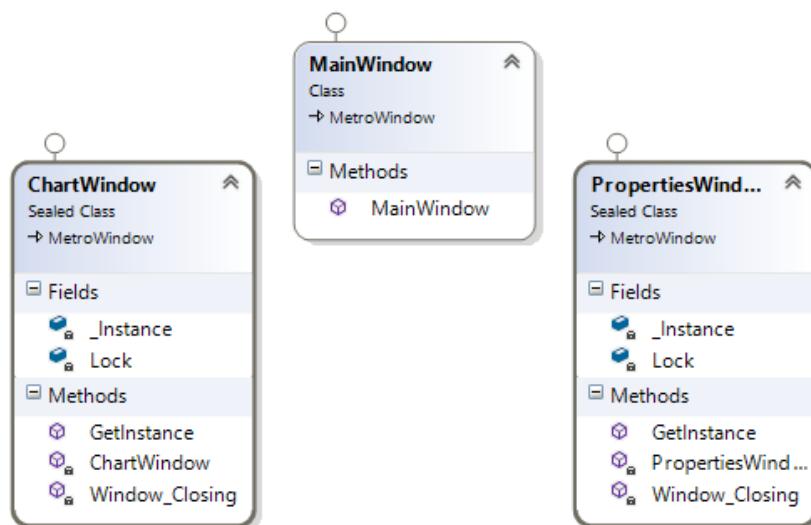 MainWindow
Class
MetroWindow
Methods
MainWindow
ChartWindow
Sealed Class
MetroWindow
Fields
_Instance
Lock
Methods
GetInstance
ChartWindow
Window_Closing
PropertiesWind...
Sealed Class
MetroWindow
Fields
_Instance
Lock
Methods
GetInstance
PropertiesWind...
Window_Closing